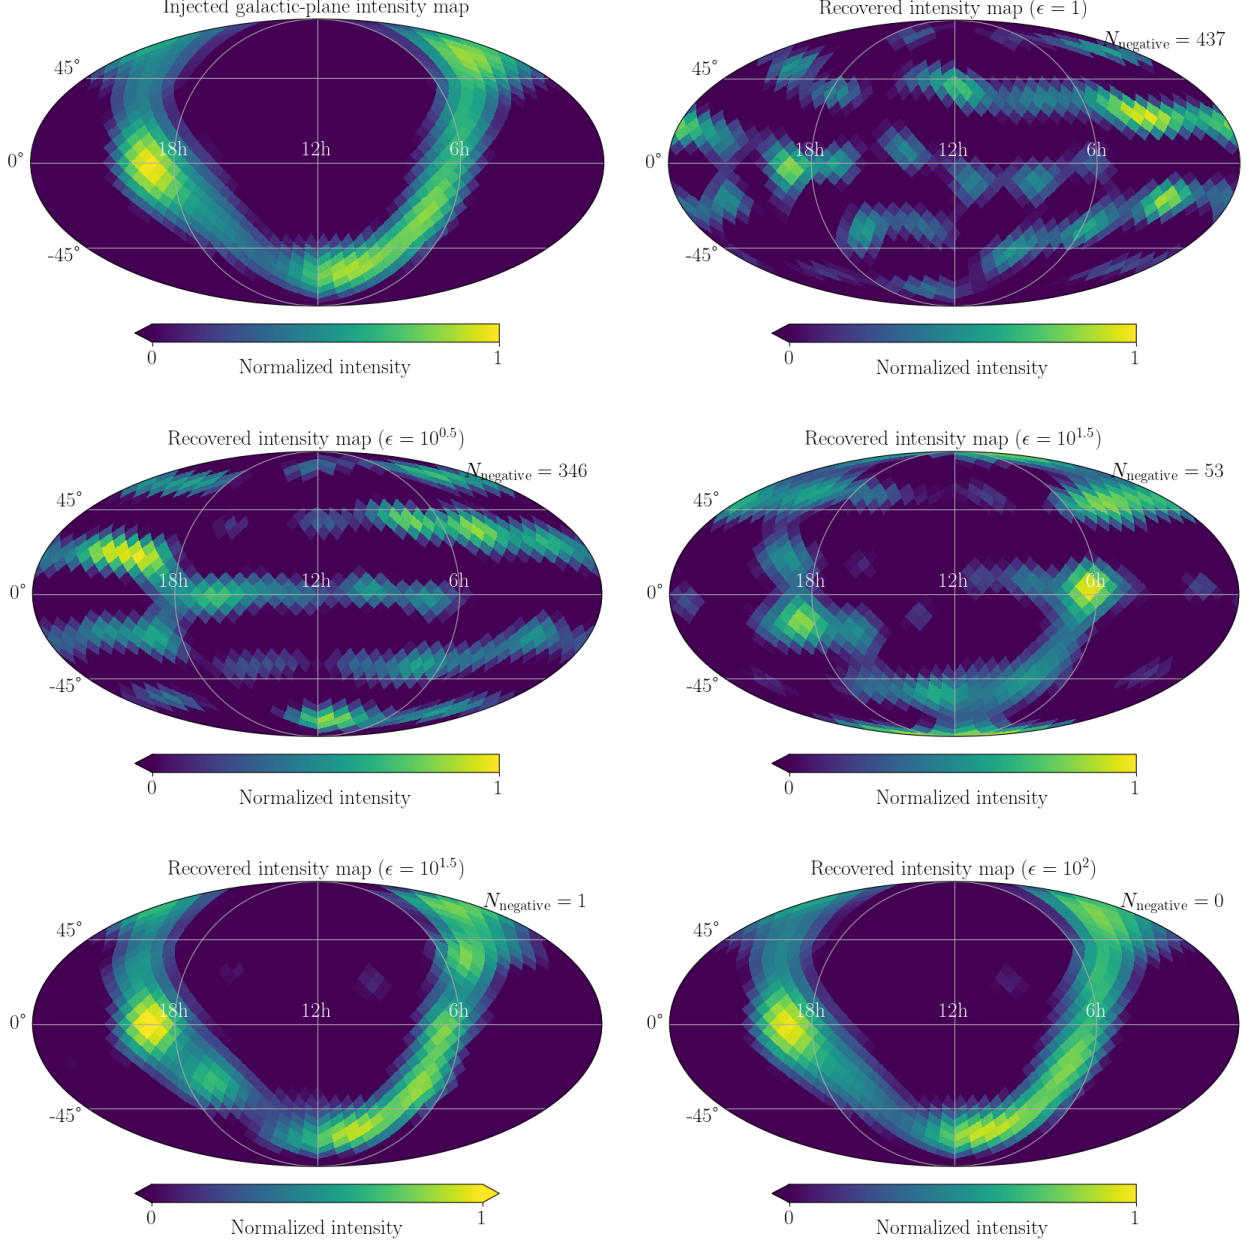 Injected galactic-plane intensity map
45°
0°
-45°
18h
12h
6h
0
1
Normalized intensity
Recovered intensity map (ϵ = 1)
N_negative = 437
45°
0°
-45°
18h
12h
6h
0
1
Normalized intensity
Recovered intensity map (ϵ = 10^0.5)
N_negative = 346
45°
0°
-45°
18h
12h
6h
0
1
Normalized intensity
Recovered intensity map (ϵ = 10^1.5)
N_negative = 53
45°
0°
-45°
18h
12h
6h
0
1
Normalized intensity
Recovered intensity map (ϵ = 10^1.5)
N_negative = 1
45°
0°
-45°
18h
12h
6h
0
1
Normalized intensity
Recovered intensity map (ϵ = 10^2)
N_negative = 0
45°
0°
-45°
18h
12h
6h
0
1
Normalized intensity